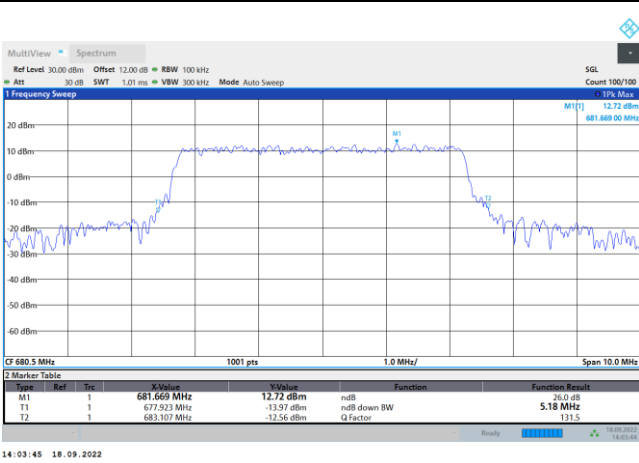 MultiView Spectrum
Ref Level 30.00 dBm Offset 12.00 dB RBW 100 kHz SGL
Att 30 dB SWT 1.01 ms VBW 300 kHz Mode Auto Sweep Count 100/100
1 Frequency Sweep 1Pk Max
M1[1] 12.72 dBm
681.669 00 MHz
20 dBm
M1
10 dBm
0 dBm
-10 dBm
T1
T2
-20 dBm
-30 dBm
-40 dBm
-50 dBm
-60 dBm
CF 680.5 MHz 1001 pts 1.0 MHz/ Span 10.0 MHz
2 Marker Table
Type Ref Trc X-Value Y-Value Function Function Result
M1 1 681.669 MHz 12.72 dBm ndB 26.0 dB
T1 1 677.923 MHz -13.97 dBm ndB down BW 5.18 MHz
T2 1 683.107 MHz -12.56 dBm Q Factor 131.5
Ready 18.09.2022
14:03:44
14:03:45 18.09.2022